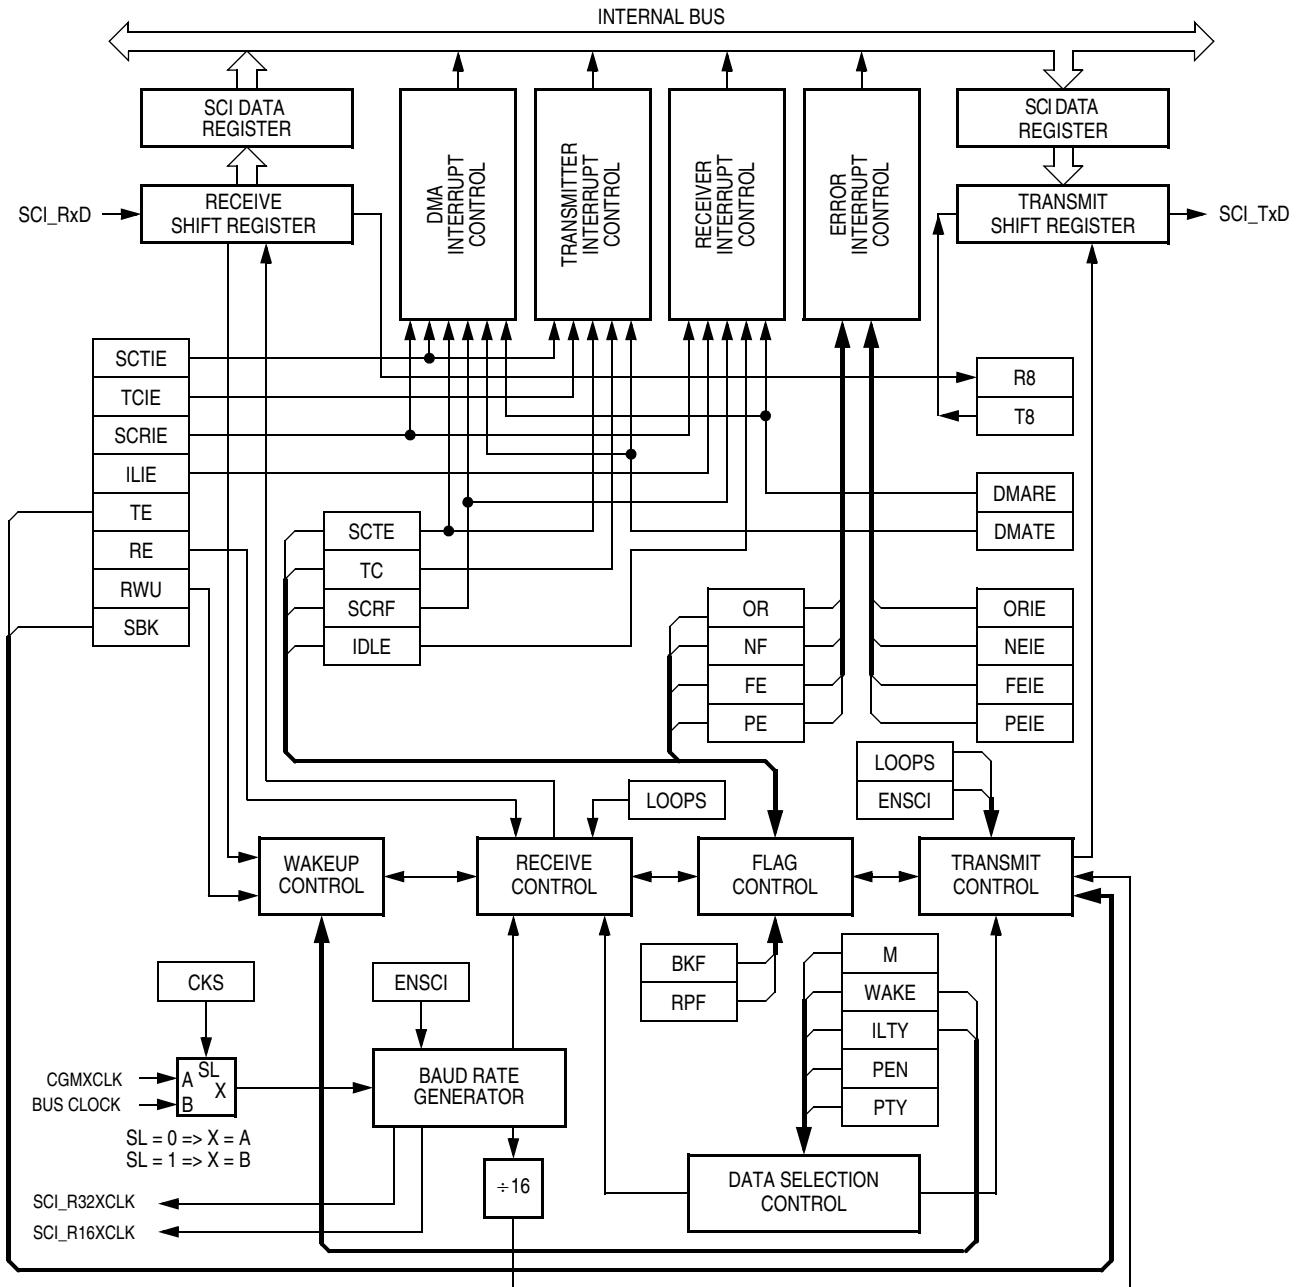 INTERNAL BUS
SCI DATA
REGISTER
SCI DATA
REGISTER
DMA
INTERRUPT
CONTROL
TRANSMITTER
INTERRUPT
CONTROL
RECEIVER
INTERRUPT
CONTROL
ERROR
INTERRUPT
CONTROL
SCI_RxD
RECEIVE
SHIFT REGISTER
TRANSMIT
SHIFT REGISTER
SCI_TxD
SCTIE
TCIE
SCRIE
ILIE
TE
RE
RWU
SBK
R8
T8
DMARE
DMATE
SCTE
TC
SCRF
IDLE
OR
NF
FE
PE
ORIE
NEIE
FEIE
PEIE
LOOPS
LOOPS
ENSCI
WAKEUP
CONTROL
RECEIVE
CONTROL
FLAG
CONTROL
TRANSMIT
CONTROL
BKF
RPF
M
WAKE
ILTY
PEN
PTY
CKS
ENSCI
CGMXCLK
BUS CLOCK
A
SL
X
B
SL = 0 => X = A
SL = 1 => X = B
BAUD RATE
GENERATOR
÷16
DATA SELECTION
CONTROL
SCI_R32XCLK
SCI_R16XCLK